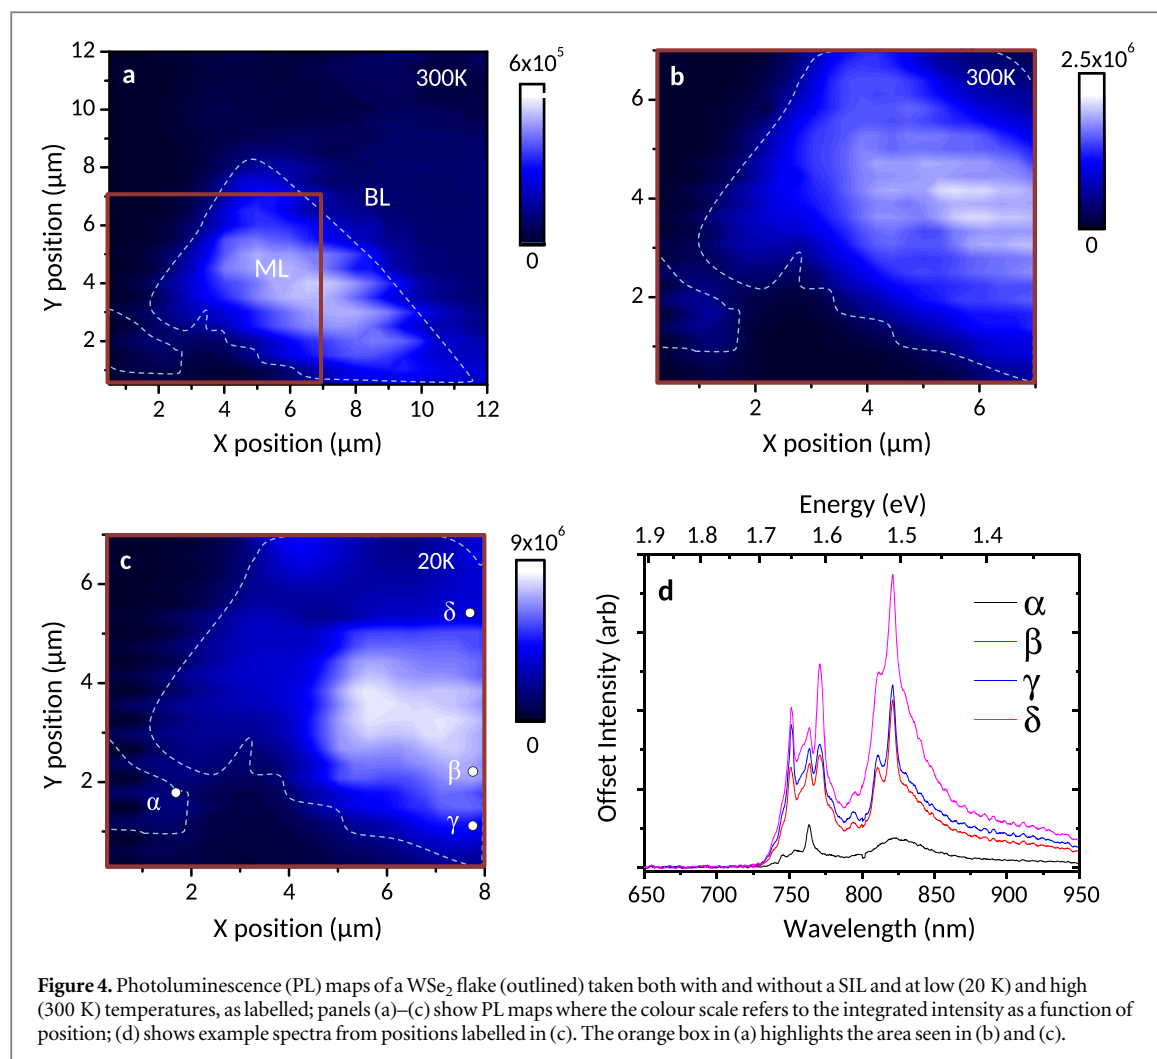 a
300K
6x10⁵
0
BL
ML
12
10
8
6
4
2
Y position (µm)
2
4
6
8
10
12
X position (µm)
b
300K
2.5x10⁶
0
6
4
2
2
4
6
X position (µm)
c
20K
9x10⁶
0
δ
β
γ
α
6
4
2
Y position (µm)
2
4
6
8
X position (µm)
Energy (eV)
1.9
1.8
1.7
1.6
1.5
1.4
d
α
β
γ
δ
Offset Intensity (arb)
650
700
750
800
850
900
950
Wavelength (nm)
Figure 4. Photoluminescence (PL) maps of a WSe₂ flake (outlined) taken both with and without a SIL and at low (20 K) and high
(300 K) temperatures, as labelled; panels (a)–(c) show PL maps where the colour scale refers to the integrated intensity as a function of
position; (d) shows example spectra from positions labelled in (c). The orange box in (a) highlights the area seen in (b) and (c).